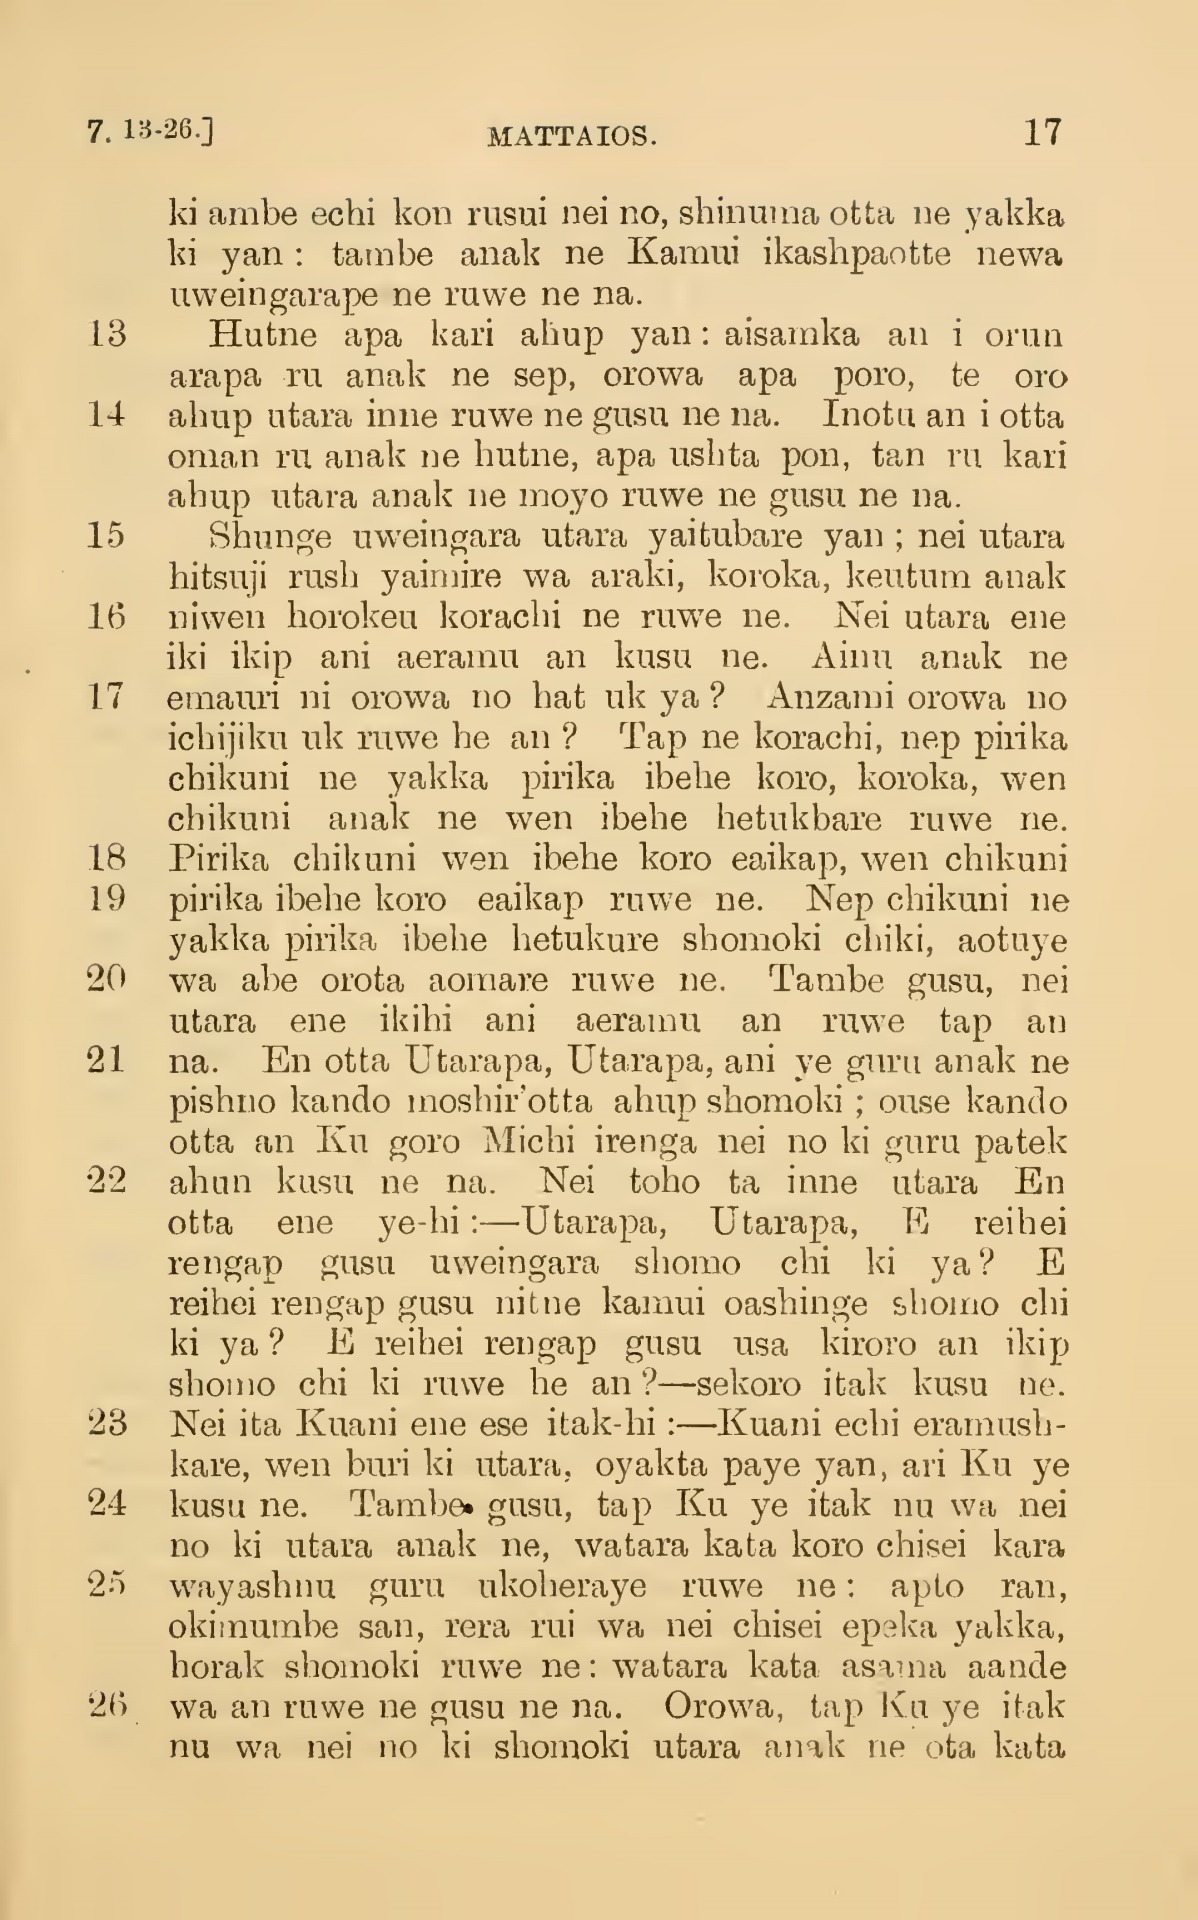 7. 13-26.] MATTAIOS. 17
ki ambe echi kon rusui nei no, shinuma otta ne yakka
ki yan : tambe anak ne Kamui ikashpaotte newa
uweingarape ne ruwe ne na.
13 Hutne apa kari ahup yan : aisamka an i orun
arapa ru anak ne sep, orowa apa poro, te oro
14 ahup utara inne ruwe ne gusu ne na. Inotu an i otta
oman ru anak ne hutne, apa ushta pon, tan ru kari
ahup utara anak ne moyo ruwe ne gusu ne na.
15 Shunge uweingara utara yaitubare yan ; nei utara
hitsuji rush yaimire wa araki, koroka, keutum anak
16 niwen horokeu korachi ne ruwe ne. Nei utara ene
iki ikip ani aeramu an kusu ne. Ainu anak ne
17 emauri ni orowa no hat uk ya ? Anzami orowa no
ichijiku uk ruwe he an ? Tap ne korachi, nep pirika
chikuni ne yakka pirika ibehe koro, koroka, wen
chikuni anak ne wen ibehe hetukbare ruwe ne.
18 Pirika chikuni wen ibehe koro eaikap, wen chikuni
19 pirika ibehe koro eaikap ruwe ne. Nep chikuni ne
yakka pirika ibehe hetukure shomoki chiki, aotuye
20 wa abe orota aomare ruwe ne. Tambe gusu, nei
utara ene ikihi ani aeramu an ruwe tap an
21 na. En otta Utarapa, Utarapa, ani ye guru anak ne
pishno kando moshir'otta ahup shomoki ; ouse kando
otta an Ku goro Michi irenga nei no ki guru patek
22 ahun kusu ne na. Nei toho ta inne utara En
otta ene ye-hi :—Utarapa, Utarapa, E reihei
rengap gusu uweingara shomo chi ki ya ? E
reihei rengap gusu nitne kamui oashinge shomo chi
ki ya ? E reihei rengap gusu usa kiroro an ikip
shomo chi ki ruwe he an ?—sekoro itak kusu ne.
23 Nei ita Kuani ene ese itak-hi :—Kuani echi eramush-
kare, wen buri ki utara, oyakta paye yan, ari Ku ye
24 kusu ne. Tambe gusu, tap Ku ye itak nu wa nei
no ki utara anak ne, watara kata koro chisei kara
25 wayashnu guru ukoheraye ruwe ne : apto ran,
okimumbe san, rera rui wa nei chisei epeka yakka,
horak shomoki ruwe ne : watara kata asama aande
26 wa an ruwe ne gusu ne na. Orowa, tap Ku ye itak
nu wa nei no ki shomoki utara anak ne ota kata